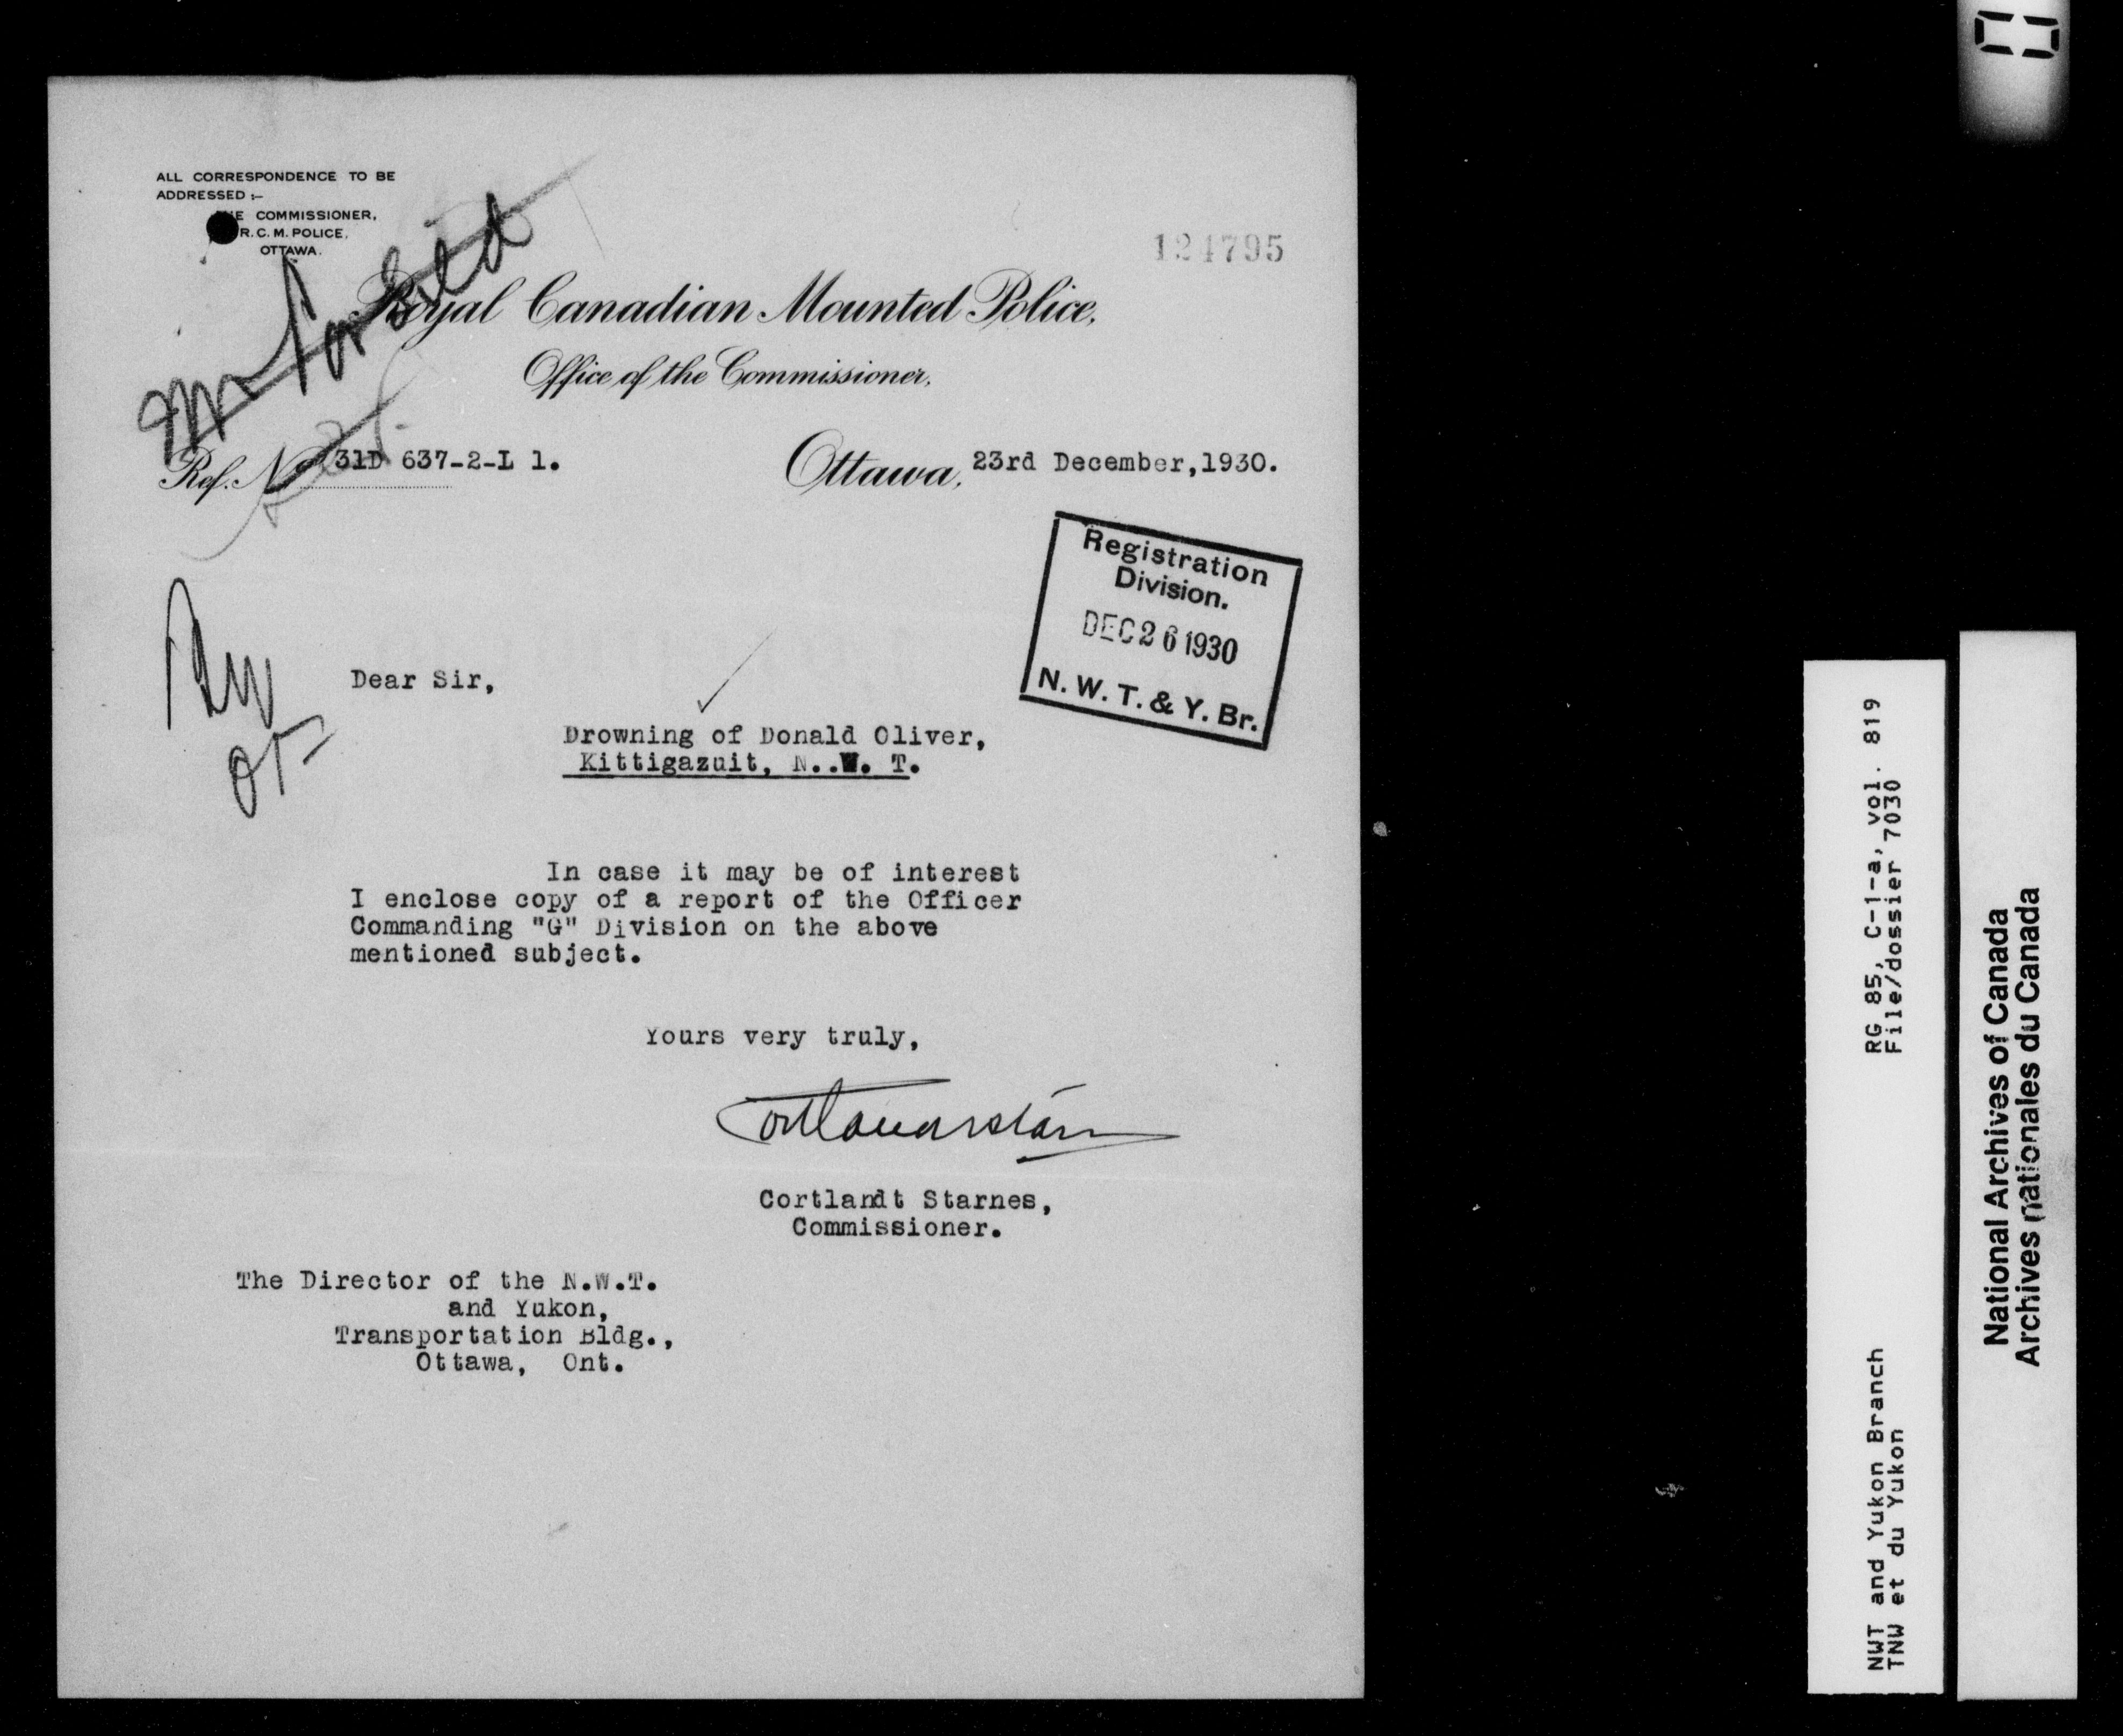 ALL CORRESPONDENCE TO BE
ADDRESSED :—
COMMISSIONER,
R. C. M. POLICE,
OTTAWA.
124795
Royal Canadian Mounted Police,
Office of the Commissioner,
Ref. No 31D 637-2-L 1.
Ottawa, 23rd December,1930.
Registration
Division.
DEC 26 1930
N. W. T. & Y. Br.
Dear Sir,
Drowning of Donald Oliver,
Kittigazuit, N..W. T.
In case it may be of interest
I enclose copy of a report of the Officer
Commanding "G" Division on the above
mentioned subject.
Yours very truly,
Cortlandt Starnes,
Commissioner.
The Director of the N.W.T.
and Yukon,
Transportation Bldg.,
Ottawa, Ont.
NWT and Yukon Branch RG 85, C-1-a, vol. 819
TNW et du Yukon File/dossier 7030
National Archives of Canada
Archives nationales du Canada